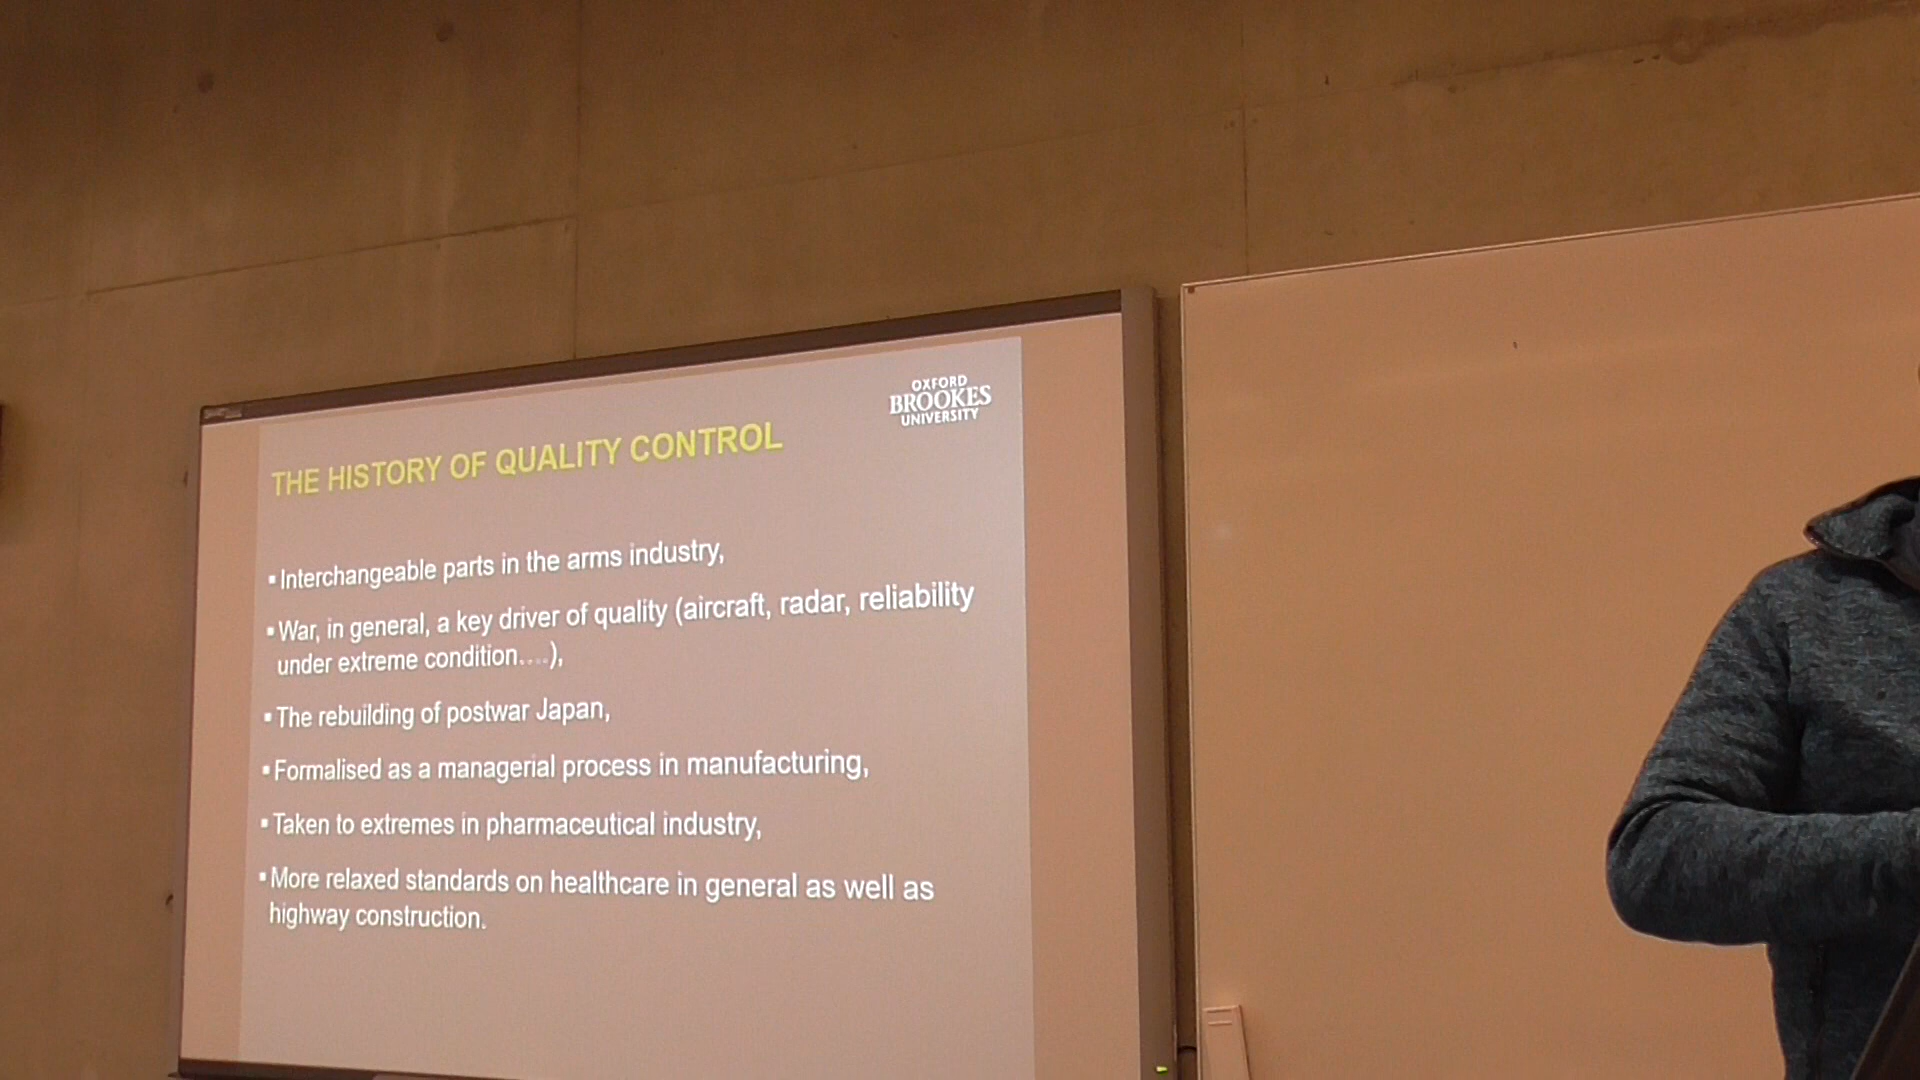 OXFORD
BROOKES
UNIVERSITY
THE HISTORY OF QUALITY CONTROL
▪Interchangeable parts in the arms industry,
▪War, in general, a key driver of quality (aircraft, radar, reliability
under extreme condition….),
▪The rebuilding of postwar Japan,
▪Formalised as a managerial process in manufacturing,
▪Taken to extremes in pharmaceutical industry,
▪More relaxed standards on healthcare in general as well as
highway construction.